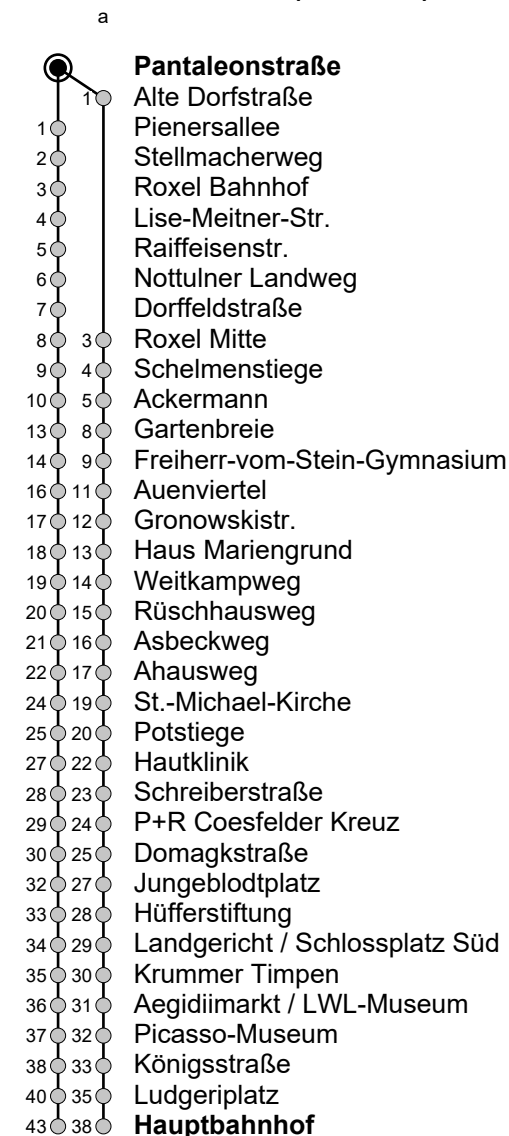 a
Pantaleonstraße
1 Alte Dorfstraße
1 Pienersallee
2 Stellmacherweg
3 Roxel Bahnhof
4 Lise-Meitner-Str.
5 Raiffeisenstr.
6 Nottulner Landweg
7 Dorffeldstraße
8 3 Roxel Mitte
9 4 Schelmenstiege
10 5 Ackermann
13 8 Gartenbreie
14 9 Freiherr-vom-Stein-Gymnasium
16 11 Auenviertel
17 12 Gronowskistr.
18 13 Haus Mariengrund
19 14 Weitkampweg
20 15 Rüschhausweg
21 16 Asbeckweg
22 17 Ahausweg
24 19 St.-Michael-Kirche
25 20 Potstiege
27 22 Hautklinik
28 23 Schreiberstraße
29 24 P+R Coesfelder Kreuz
30 25 Domagkstraße
32 27 Jungeblodtplatz
33 28 Hüfferstiftung
34 29 Landgericht / Schlossplatz Süd
35 30 Krummer Timpen
36 31 Aegidiimarkt / LWL-Museum
37 32 Picasso-Museum
38 33 Königsstraße
40 35 Ludgeriplatz
43 38 Hauptbahnhof